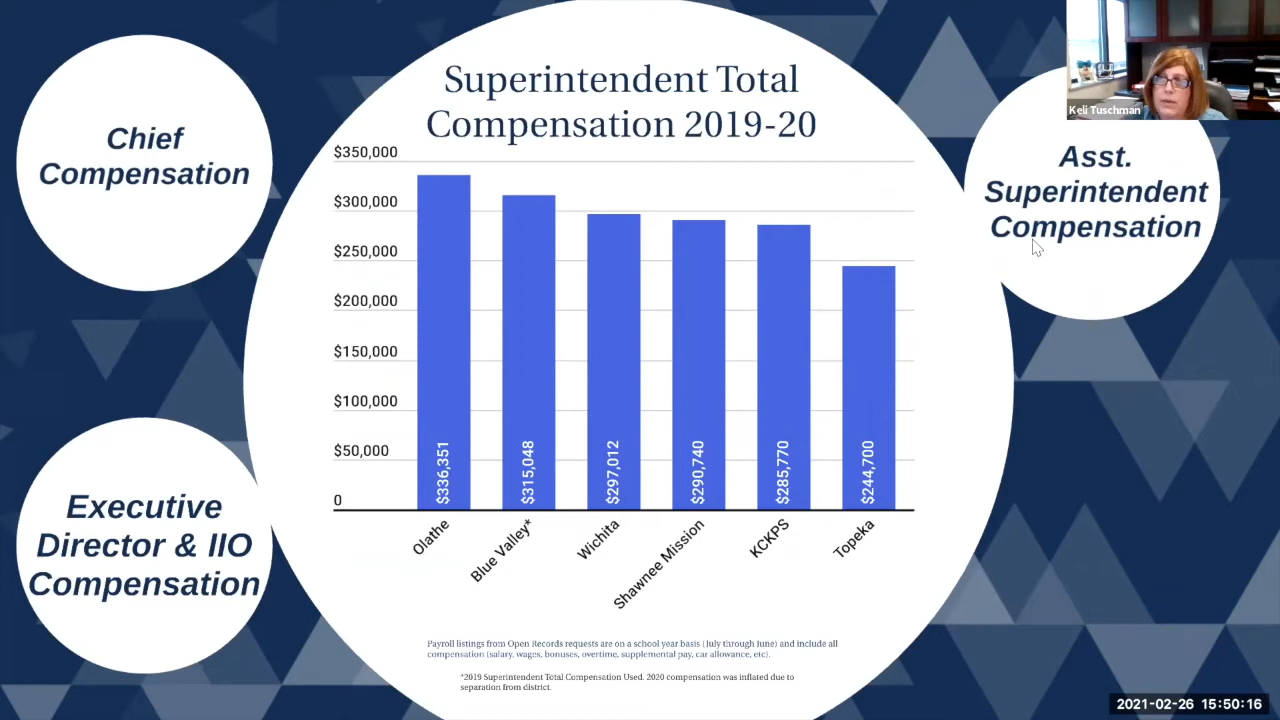 Superintendent Total
Compensation 2019-20
$350,000
$300,000
$250,000
$200,000
$150,000
$100,000
$50,000
0
$336,351
$315,048
$297,012
$290,740
$285,770
$244,700
Olathe
Blue Valley*
Wichita
Shawnee Mission
KCKPS
Topeka
Payroll listings from Open Records requests are on a school year basis (July through June) and include all
compensation (salary, wages, bonuses, overtime, supplemental pay, car allowance, etc).
*2019 Superintendent Total Compensation Used. 2020 compensation was inflated due to
separation from district.
Chief
Compensation
Executive
Director & IIO
Compensation
Asst.
Superintendent
Compensation
Keli Tuschman
2021-02-26 15:50:16